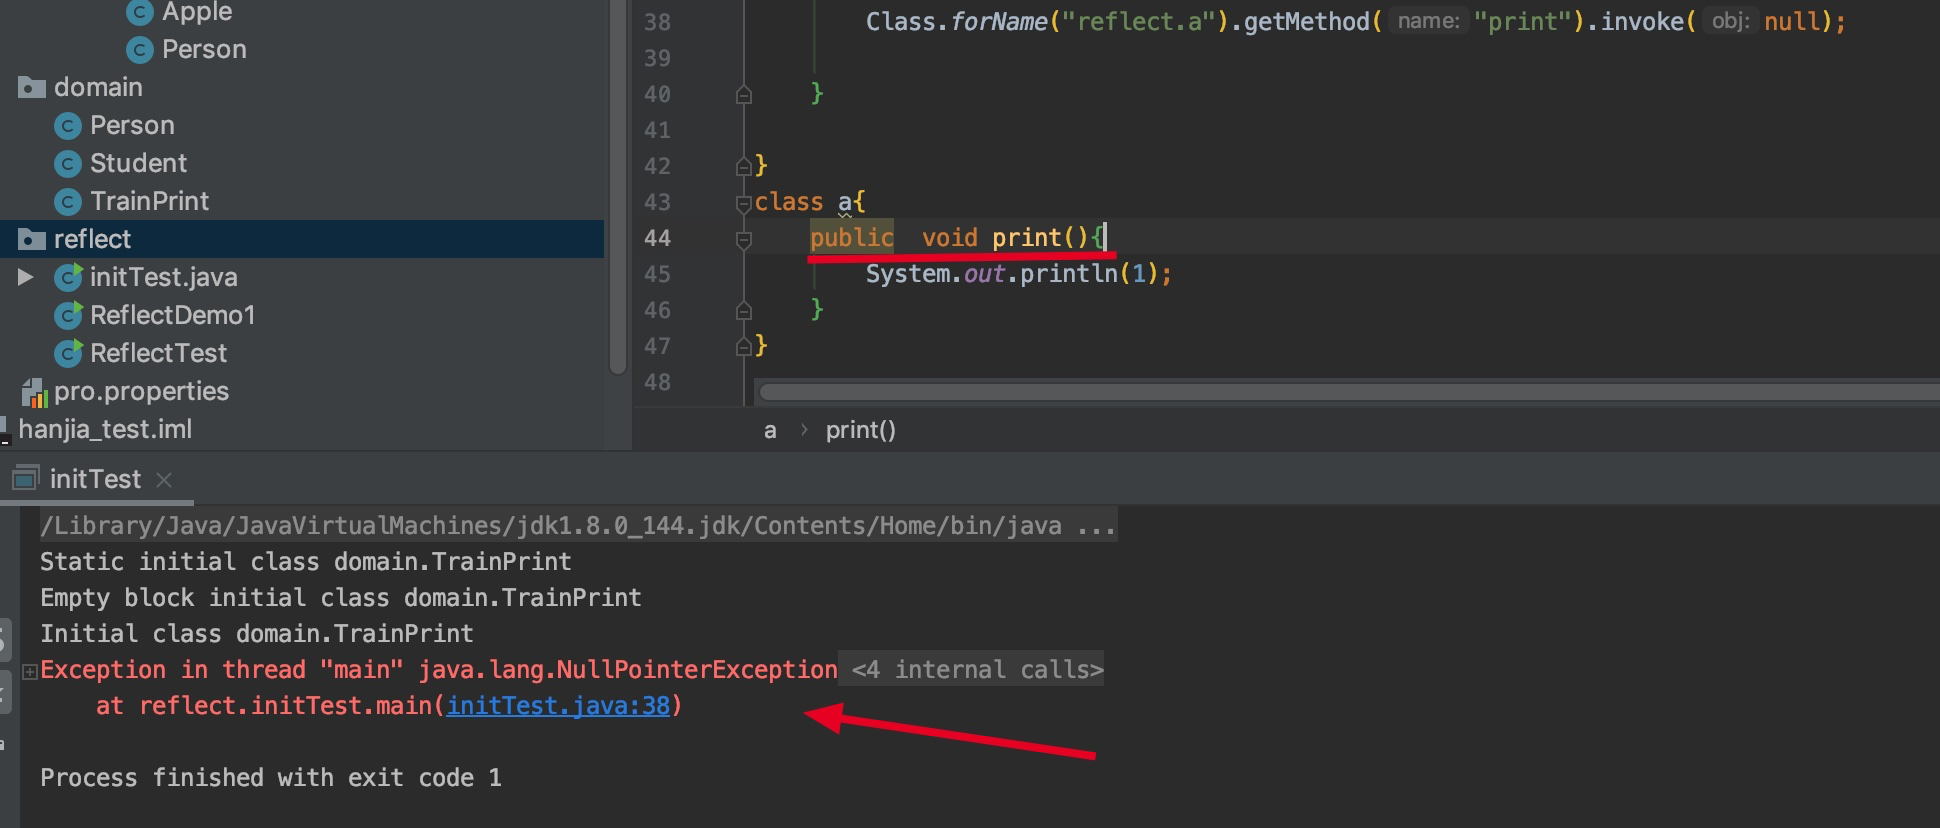 Apple
Person
domain
Person
Student
TrainPrint
reflect
initTest.java
ReflectDemo1
ReflectTest
pro.properties
hanjia_test.iml
38 Class.forName("reflect.a").getMethod( name: "print").invoke( obj: null);
39
40 }
41
42 }
43 class a{
44 public  void print(){
45 System.out.println(1);
46 }
47 }
48
a › print()
initTest
/Library/Java/JavaVirtualMachines/jdk1.8.0_144.jdk/Contents/Home/bin/java ...
Static initial class domain.TrainPrint
Empty block initial class domain.TrainPrint
Initial class domain.TrainPrint
Exception in thread "main" java.lang.NullPointerException <4 internal calls>
at reflect.initTest.main(initTest.java:38)
Process finished with exit code 1